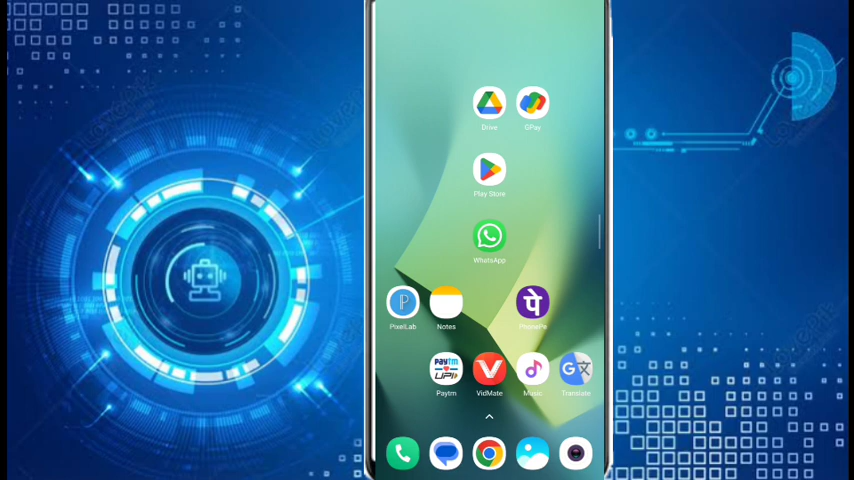 Drive GPay
Play Store
WhatsApp
PixelLab Notes PhonePe
Paytm VidMate Music Translate